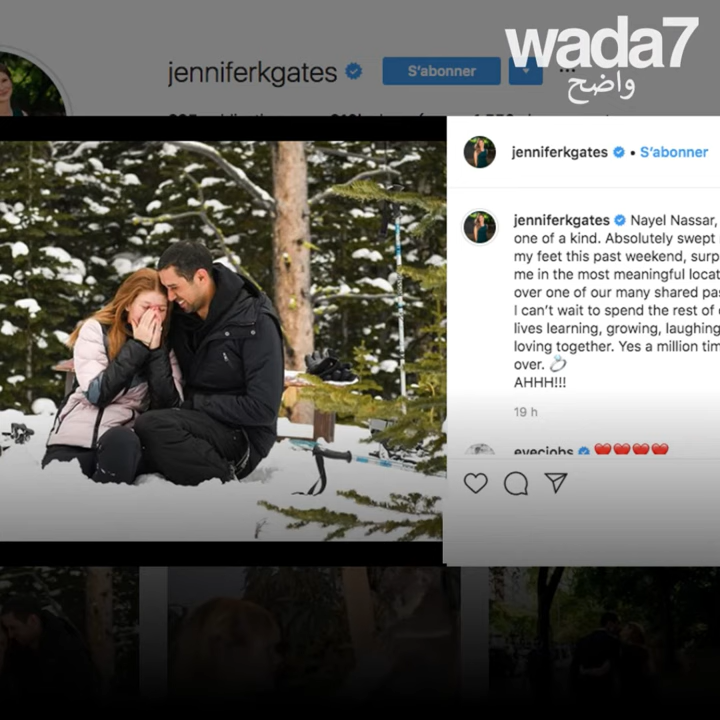 wada7
واضح
jenniferkgates
S'abonner
jenniferkgates • S'abonner
jenniferkgates Nayel Nassar,
one of a kind. Absolutely swept
my feet this past weekend, surp
me in the most meaningful locat
over one of our many shared pas
I can't wait to spend the rest of
lives learning, growing, laughing
loving together. Yes a million tim
over.
AHHH!!!
19 h
evecjobs